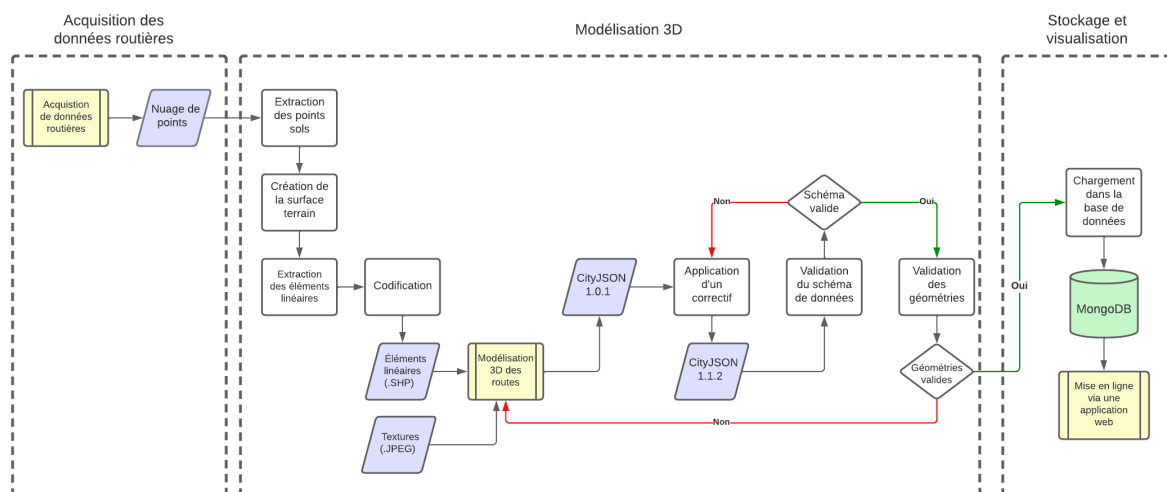 Acquisition des
données routières
Modélisation 3D
Stockage et
visualisation
Acquistion
de données
routières
Nuage de
points
Extraction
des points
sols
Création de
la surface
terrain
Extraction
des éléments
linéaires
Codification
Éléments
linéaires
(.SHP)
Textures
(.JPEG)
Modélisation
3D des
routes
CityJSON
1.0.1
Application
d'un
correctif
CityJSON
1.1.2
Validation
du schéma
de données
Schéma
valide
Non
Oui
Validation
des
géométries
Géométries
valides
Non
Oui
Chargement
dans la
base de
données
MongoDB
Mise en ligne
via une
application
web